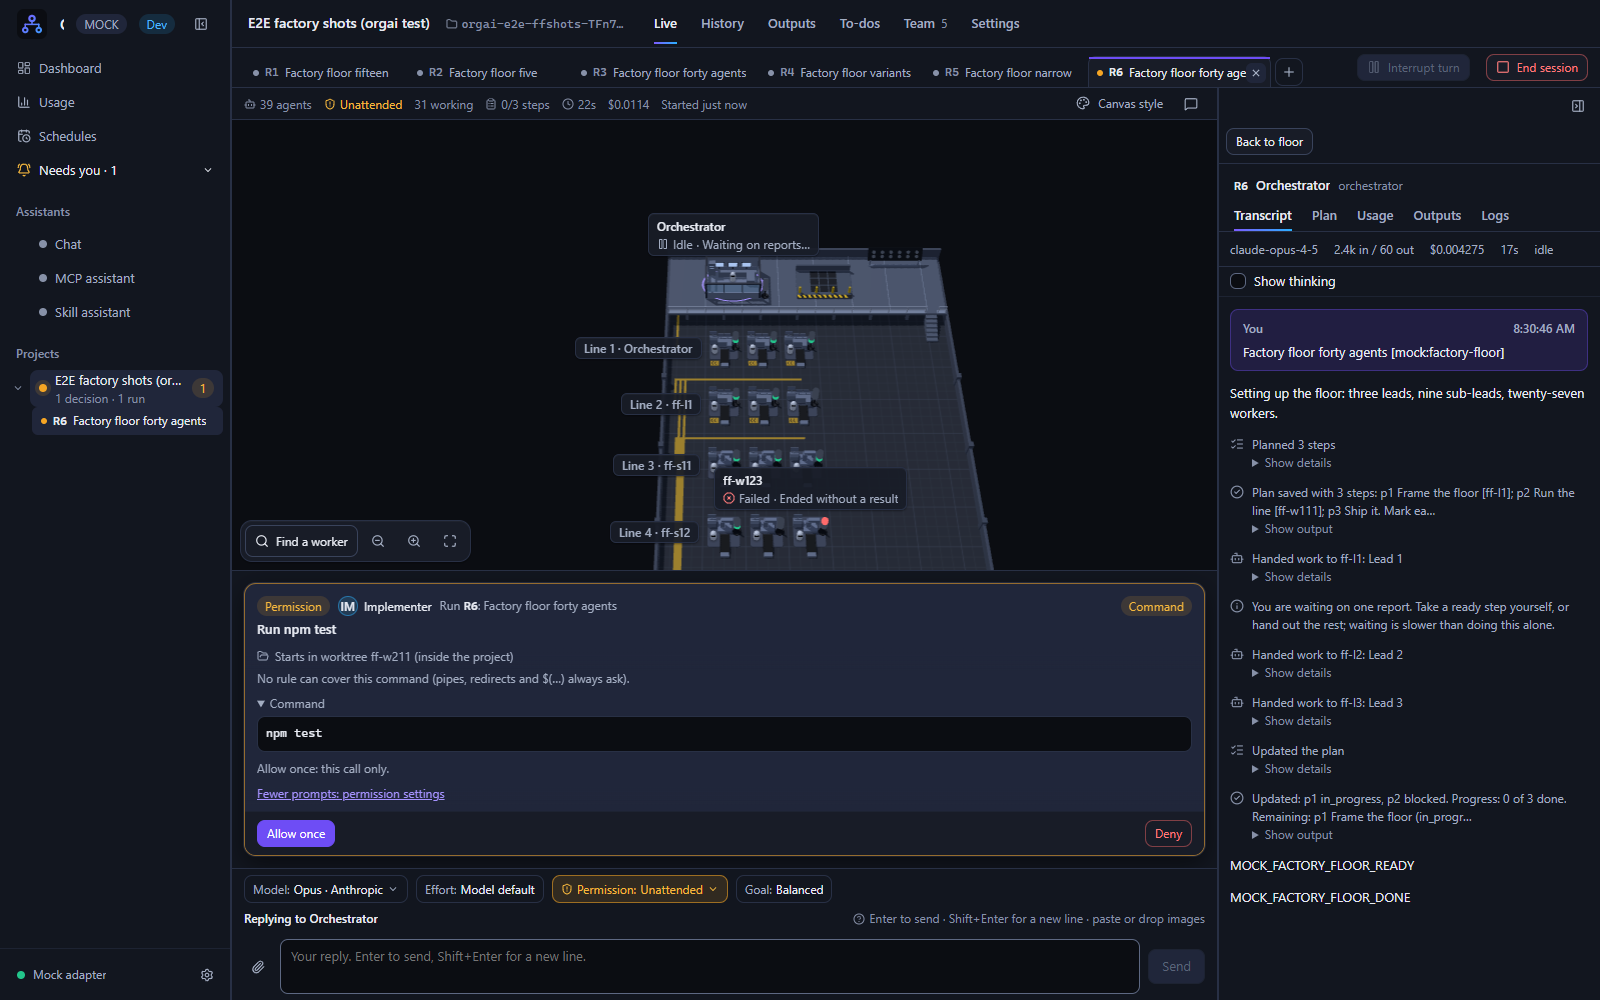 MOCK
Dev
Dashboard
Usage
Schedules
Needs you · 1
Assistants
Chat
MCP assistant
Skill assistant
Projects
E2E factory shots (or...
1 decision · 1 run
1
R6 Factory floor forty agents
Mock adapter
E2E factory shots (orgai test)
orgai-e2e-ffshots-TFn7...
Live
History
Outputs
To-dos
Team 5
Settings
R1 Factory floor fifteen
R2 Factory floor five
R3 Factory floor forty agents
R4 Factory floor variants
R5 Factory floor narrow
R6 Factory floor forty age
Interrupt turn
End session
39 agents
Unattended
31 working
0/3 steps
22s
$0.0114
Started just now
Canvas style
Orchestrator
Idle · Waiting on reports...
Line 1 · Orchestrator
Line 2 · ff-l1
Line 3 · ff-s11
ff-w123
Failed · Ended without a result
Line 4 · ff-s12
Find a worker
Permission
IM
Implementer
Run R6: Factory floor forty agents
Command
Run npm test
Starts in worktree ff-w211 (inside the project)
No rule can cover this command (pipes, redirects and $(...) always ask).
Command
npm test
Allow once: this call only.
Fewer prompts: permission settings
Allow once
Deny
Model: Opus · Anthropic
Effort: Model default
Permission: Unattended
Goal: Balanced
Replying to Orchestrator
Enter to send · Shift+Enter for a new line · paste or drop images
Your reply. Enter to send, Shift+Enter for a new line.
Send
Back to floor
R6 Orchestrator orchestrator
Transcript
Plan
Usage
Outputs
Logs
claude-opus-4-5
2.4k in / 60 out
$0.004275
17s
idle
Show thinking
You
8:30:46 AM
Factory floor forty agents [mock:factory-floor]
Setting up the floor: three leads, nine sub-leads, twenty-seven
workers.
Planned 3 steps
Show details
Plan saved with 3 steps: p1 Frame the floor [ff-l1]; p2 Run the
line [ff-w111]; p3 Ship it. Mark ea...
Show output
Handed work to ff-l1: Lead 1
Show details
You are waiting on one report. Take a ready step yourself, or
hand out the rest; waiting is slower than doing this alone.
Handed work to ff-l2: Lead 2
Show details
Handed work to ff-l3: Lead 3
Show details
Updated the plan
Show details
Updated: p1 in_progress, p2 blocked. Progress: 0 of 3 done.
Remaining: p1 Frame the floor (in_progr...
Show output
MOCK_FACTORY_FLOOR_READY
MOCK_FACTORY_FLOOR_DONE